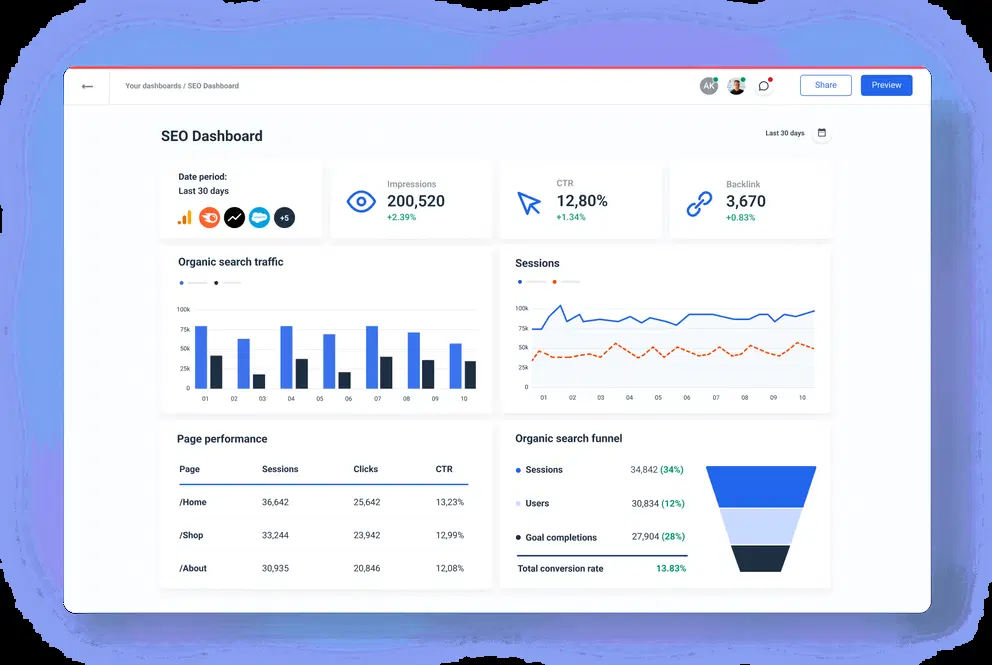 Your dashboards / SEO Dashboard
AK
Share
Preview
SEO Dashboard
Last 30 days
Date period:
Last 30 days
+5
Impressions
200,520
+2.39%
CTR
12,80%
+1.34%
Backlink
3,670
+0.83%
Organic search traffic
100k
75k
50k
25k
0
01 02 03 04 05 06 07 08 09 10
Sessions
100k
75k
50k
25k
0
01 02 03 04 05 06 07 08 09 10
Page performance
Page Sessions Clicks CTR
/Home 36,642 25,642 13,23%
/Shop 33,244 23,942 12,99%
/About 30,935 20,846 12,08%
Organic search funnel
Sessions 34,842 (34%)
Users 30,834 (12%)
Goal completions 27,904 (28%)
Total conversion rate 13.83%